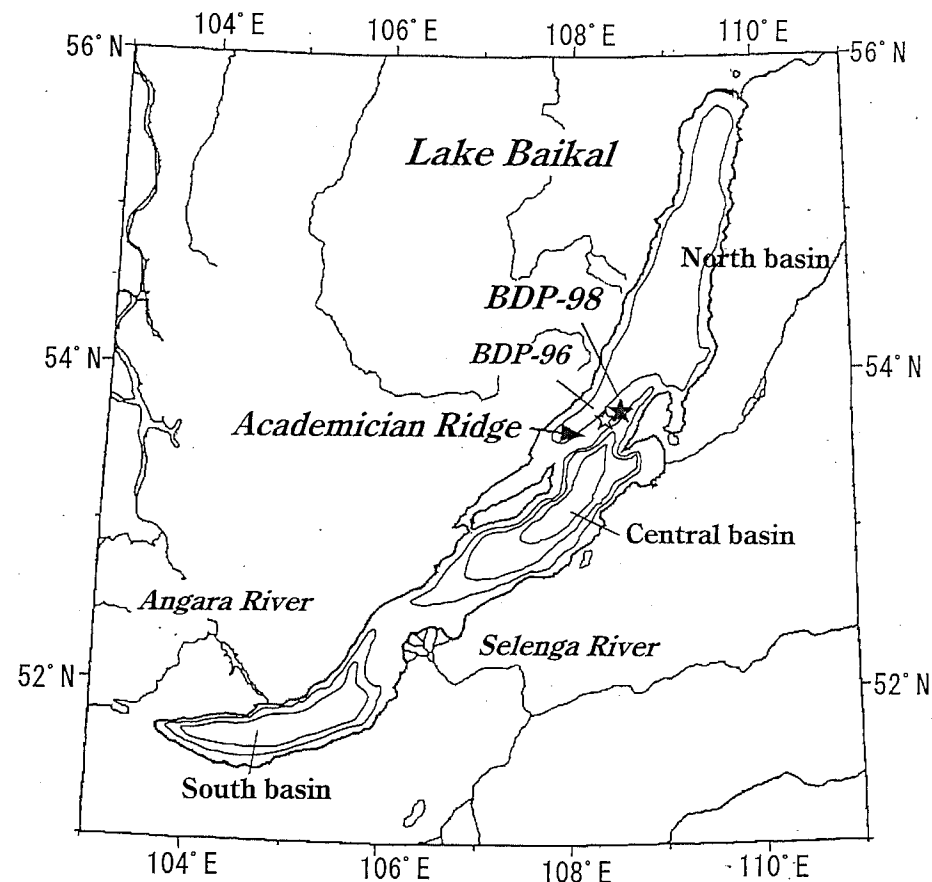 104°E 106°E 108°E 110°E
56°N 56°N
Lake Baikal
North basin
BDP-98
BDP-96
54°N 54°N
Academician Ridge
Central basin
Angara River
Selenga River
52°N 52°N
South basin
104°E 106°E 108°E 110°E